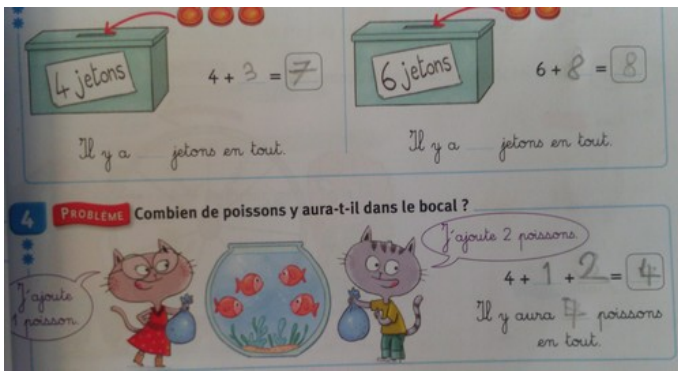 4 jetons
4 + 3 = 7
Il y a jetons en tout.
6 jetons
6 + 8 = 8
Il y a jetons en tout.
4 PROBLÈME Combien de poissons y aura-t-il dans le bocal ?
J'ajoute
1 poisson.
J'ajoute 2 poissons.
4 + 1 + 2 = 4
Il y aura 7 poissons
en tout.